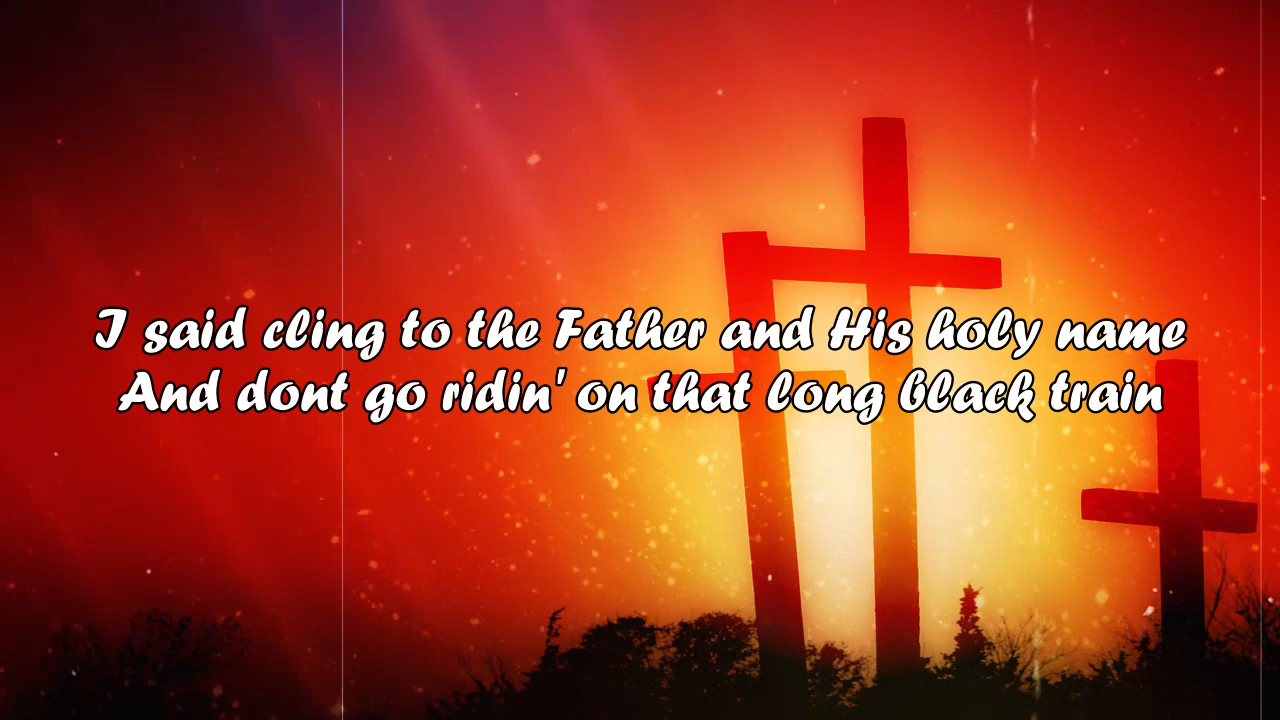 I said cling to the Father and His holy name
And dont go ridin' on that long black train